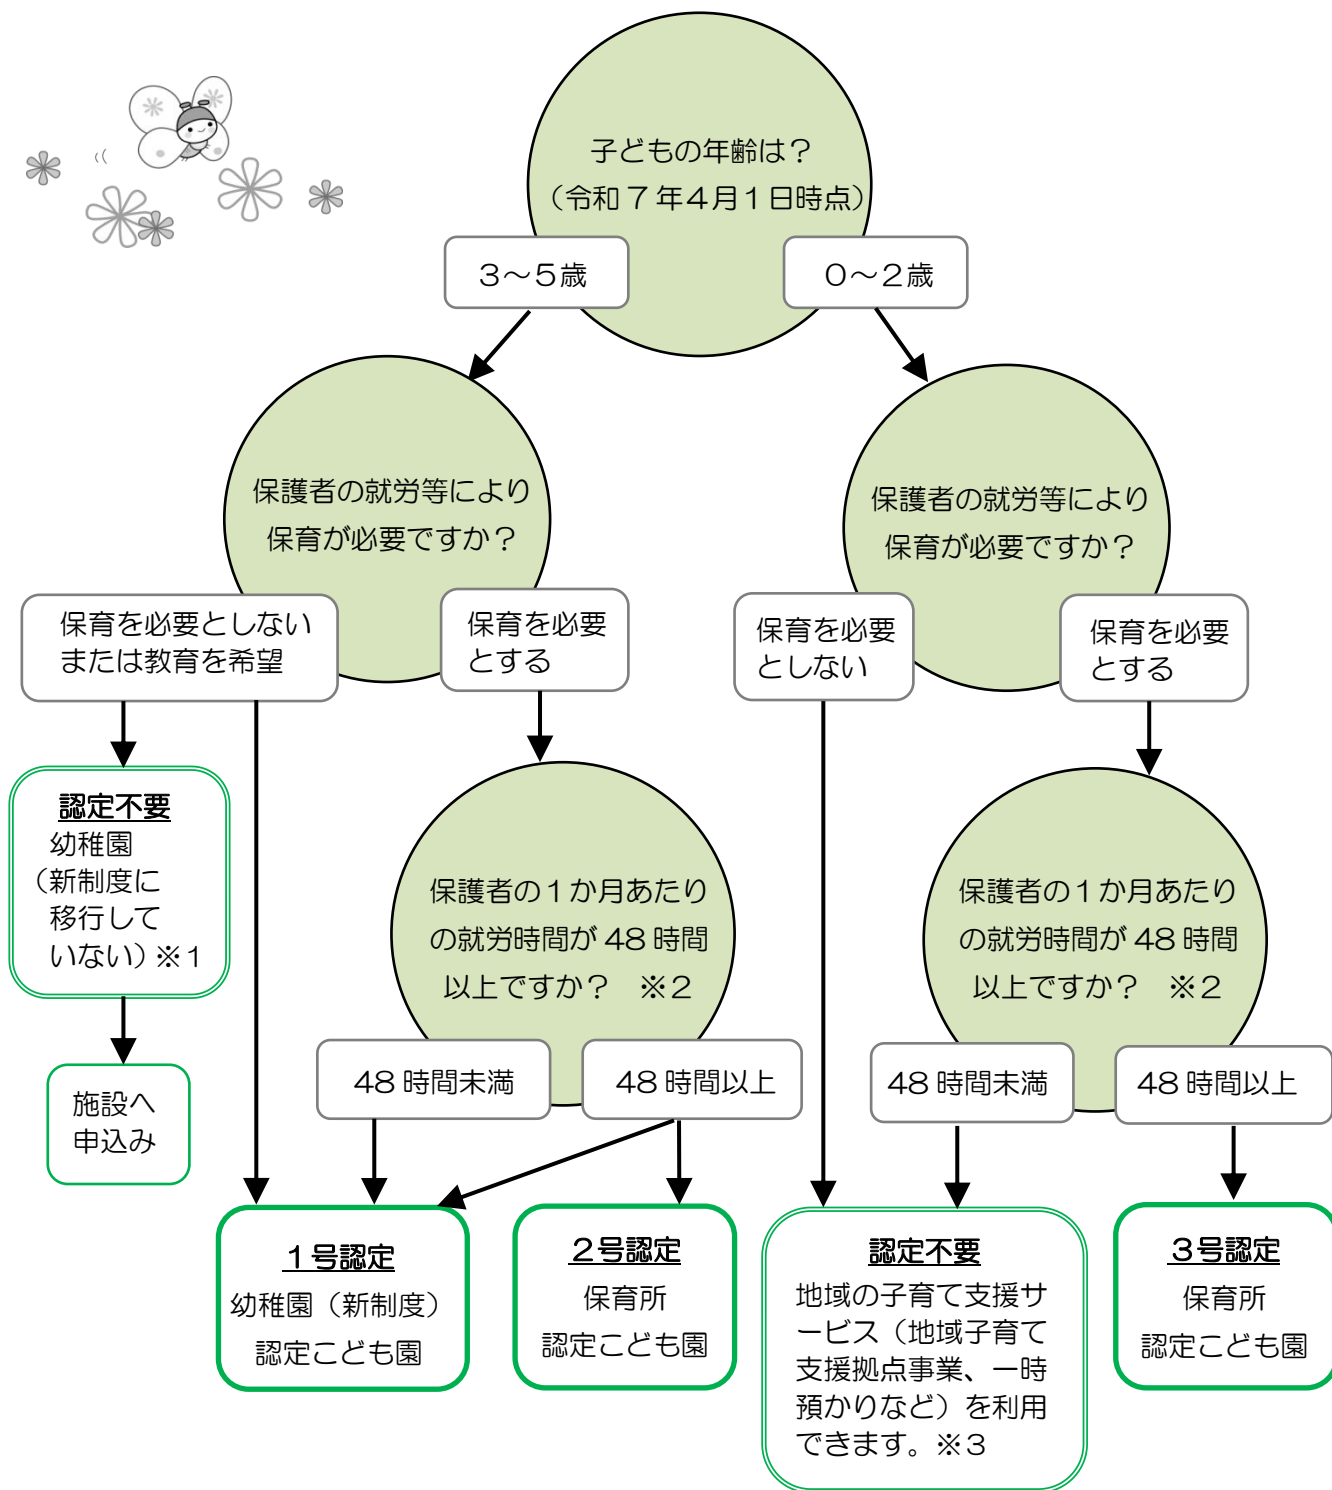 子どもの年齢は？
（令和７年４月１日時点）
３～５歳
０～２歳
保護者の就労等により
保育が必要ですか？
保護者の就労等により
保育が必要ですか？
保育を必要としない
または教育を希望
保育を必要
とする
保育を必要
としない
保育を必要
とする
認定不要
幼稚園
（新制度に
移行して
いない）※１
保護者の１か月あたり
の就労時間が 48 時間
以上ですか？　※２
保護者の１か月あたり
の就労時間が 48 時間
以上ですか？　※２
48 時間未満
48 時間以上
48 時間未満
48 時間以上
施設へ
申込み
１号認定
幼稚園（新制度）
認定こども園
２号認定
保育所
認定こども園
認定不要
地域の子育て支援サ
ービス（地域子育て
支援拠点事業、一時
預かりなど）を利用
できます。※３
３号認定
保育所
認定こども園